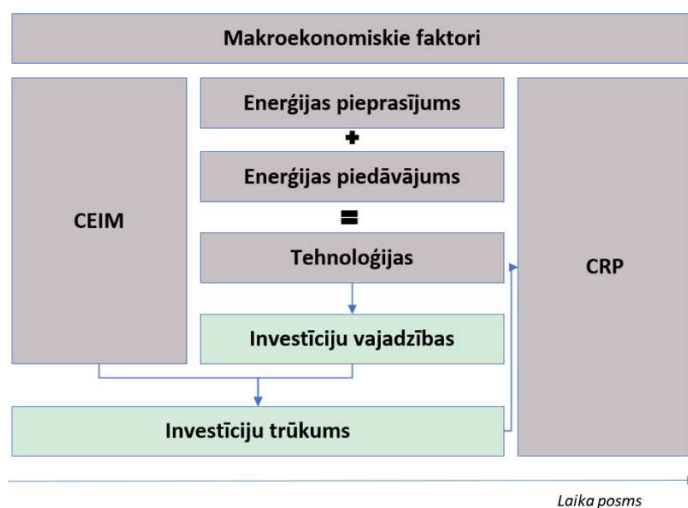 Makroekonomiskie faktori
CEIM
Enerģijas pieprasījums
+
Enerģijas piedāvājums
=
Tehnoloģijas
Investīciju vajadzības
Investīciju trūkums
CRP
Laika posms